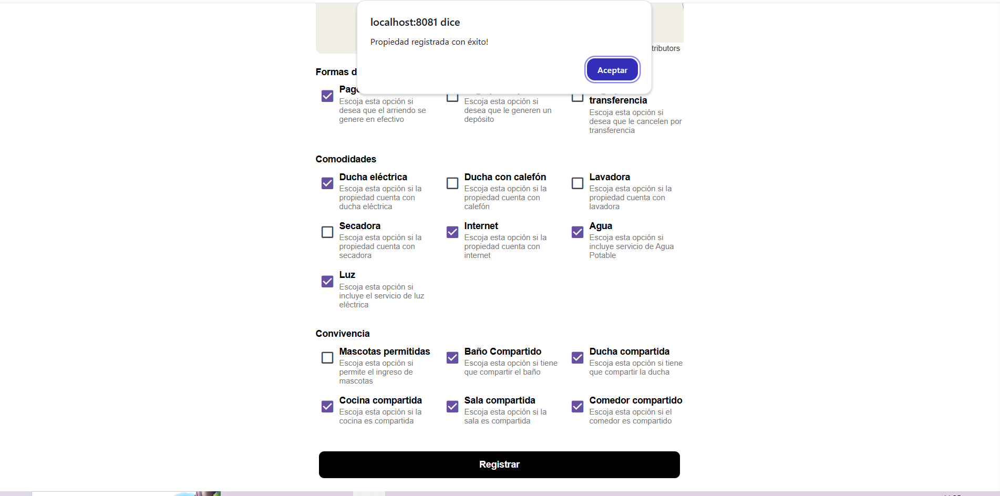 localhost:8081 dice
Propiedad registrada con éxito!
Aceptar
tributors
Formas d
Pago
Escoja esta opción si
desea que el arriendo se
genere en efectivo
Escoja esta opción si
desea que le generen un
depósito
transferencia
Escoja esta opción si
desea que le cancelen por
transferencia
Comodidades
Ducha eléctrica
Escoja esta opción si la
propiedad cuenta con
ducha eléctrica
Ducha con calefón
Escoja esta opción si la
propiedad cuenta con
calefón
Lavadora
Escoja esta opción si la
propiedad cuenta con
lavadora
Secadora
Escoja esta opción si la
propiedad cuenta con
secadora
Internet
Escoja esta opción si la
propiedad cuenta con
internet
Agua
Escoja esta opción si
incluye servicio de Agua
Potable
Luz
Escoja esta opción si
incluye el servicio de luz
eléctrica
Convivencia
Mascotas permitidas
Escoja esta opción si
permite el ingreso de
mascotas
Baño Compartido
Escoja esta opción si tiene
que compartir el baño
Ducha compartida
Escoja esta opción si tiene
que compartir la ducha
Cocina compartida
Escoja esta opción si la
cocina es compartida
Sala compartida
Escoja esta opción si la
sala es compartida
Comedor compartido
Escoja esta opción si el
comedor es compartido
Registrar